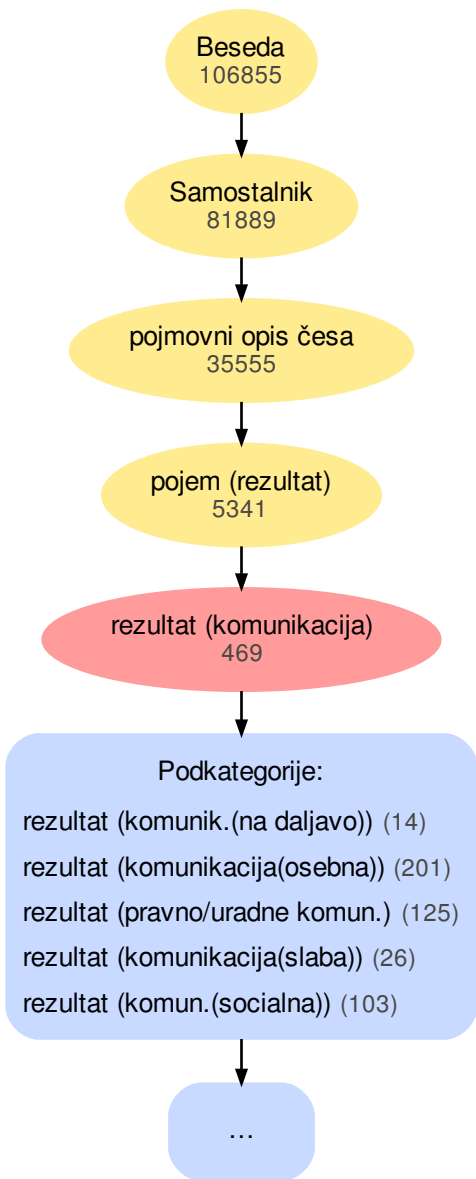 Beseda
106855
Samostalnik
81889
pojmovni opis česa
35555
pojem (rezultat)
5341
rezultat (komunikacija)
469
Podkategorije:
rezultat (komunik.(na daljavo)) (14)
rezultat (komunikacija(osebna)) (201)
rezultat (pravno/uradne komun.) (125)
rezultat (komunikacija(slaba)) (26)
rezultat (komun.(socialna)) (103)
...